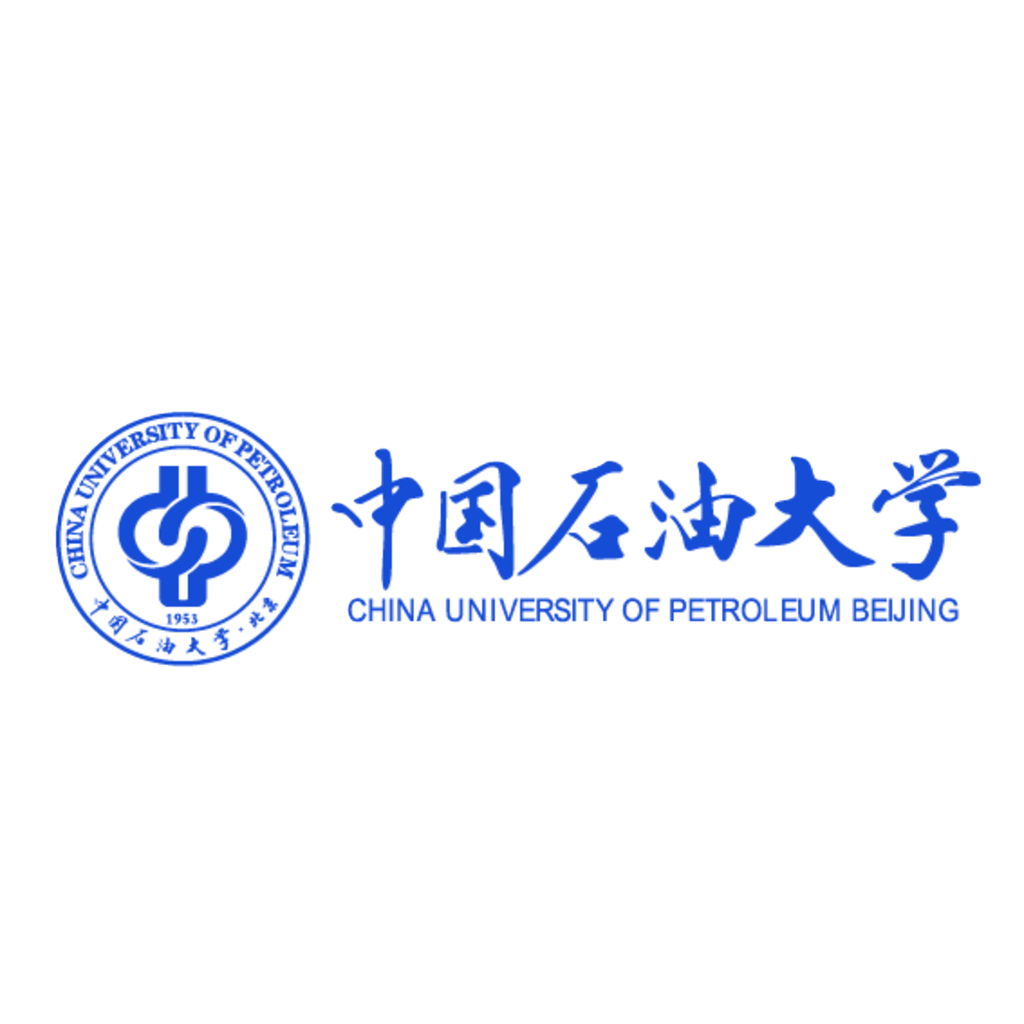 CHINA UNIVERSITY OF PETROLEUM
1953
中国石油大学·北京
中国石油大学
CHINA UNIVERSITY OF PETROLEUM BEIJING